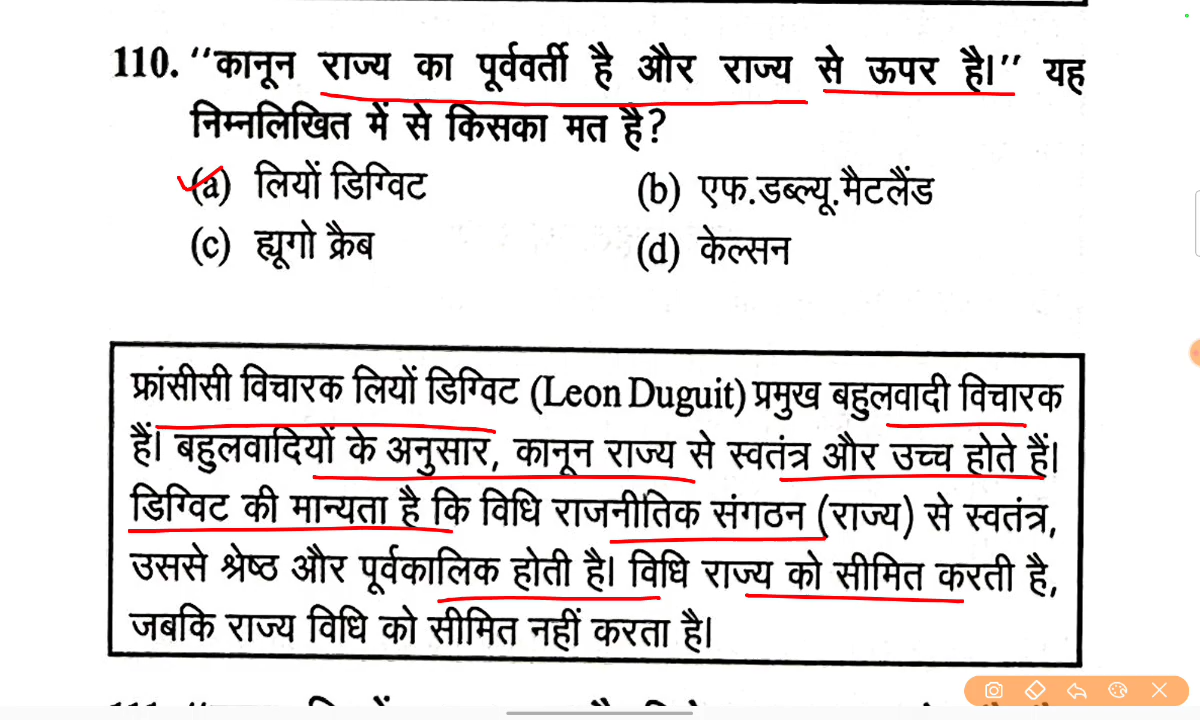 110. ‘‘कानून राज्य का पूर्ववर्ती है और राज्य से ऊपर है।’’ यह
निम्नलिखित में से किसका मत है?
(a) लियों डिग्विट
(b) एफ.डब्ल्यू.मैटलैंड
(c) ह्यूगो क्रैब
(d) केल्सन
फ्रांसीसी विचारक लियों डिग्विट (Leon Duguit) प्रमुख बहुलवादी विचारक
हैं। बहुलवादियों के अनुसार, कानून राज्य से स्वतंत्र और उच्च होते हैं।
डिग्विट की मान्यता है कि विधि राजनीतिक संगठन (राज्य) से स्वतंत्र,
उससे श्रेष्ठ और पूर्वकालिक होती है। विधि राज्य को सीमित करती है,
जबकि राज्य विधि को सीमित नहीं करता है।